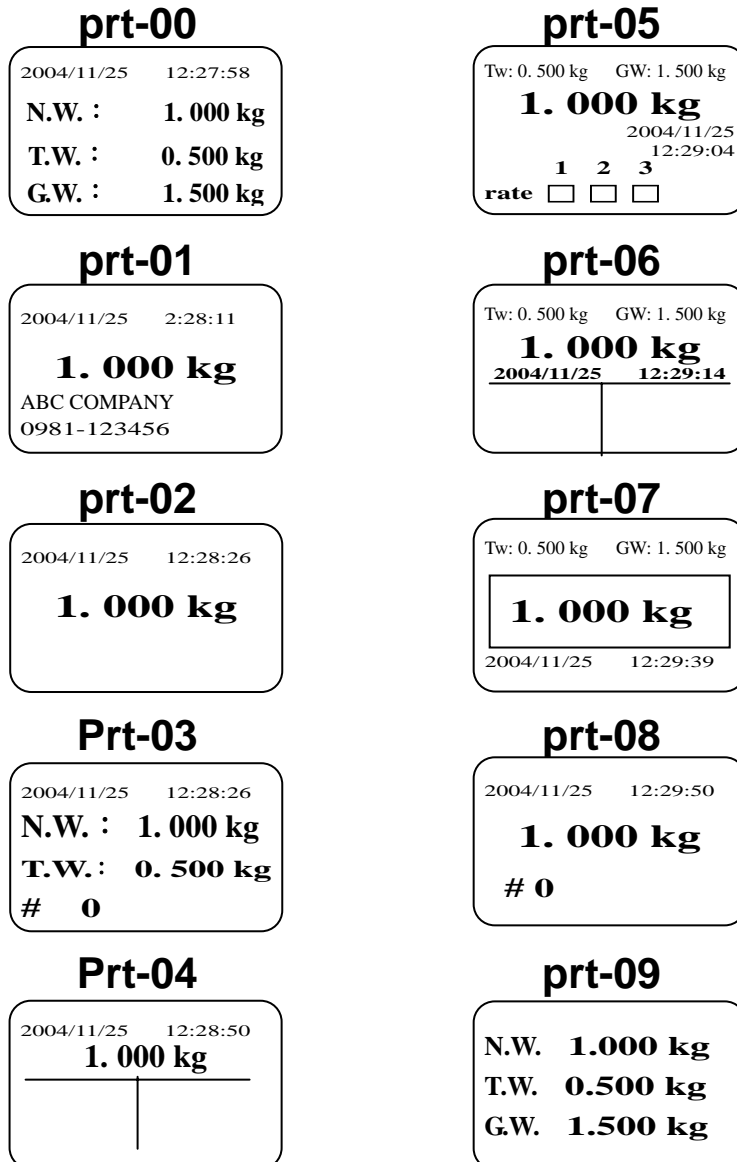 prt-00
2004/11/25 12:27:58
N.W.： 1. 000 kg
T.W.： 0. 500 kg
G.W.： 1. 500 kg
prt-01
2004/11/25 2:28:11
1. 000 kg
ABC COMPANY
0981-123456
prt-02
2004/11/25 12:28:26
1. 000 kg
Prt-03
2004/11/25 12:28:26
N.W.： 1. 000 kg
T.W.： 0. 500 kg
# 0
Prt-04
2004/11/25 12:28:50
1. 000 kg
prt-05
Tw: 0. 500 kg GW: 1. 500 kg
1. 000 kg
2004/11/25
12:29:04
1 2 3
rate
prt-06
Tw: 0. 500 kg GW: 1. 500 kg
1. 000 kg
2004/11/25 12:29:14
prt-07
Tw: 0. 500 kg GW: 1. 500 kg
1. 000 kg
2004/11/25 12:29:39
prt-08
2004/11/25 12:29:50
1. 000 kg
# 0
prt-09
N.W. 1.000 kg
T.W. 0.500 kg
G.W. 1.500 kg